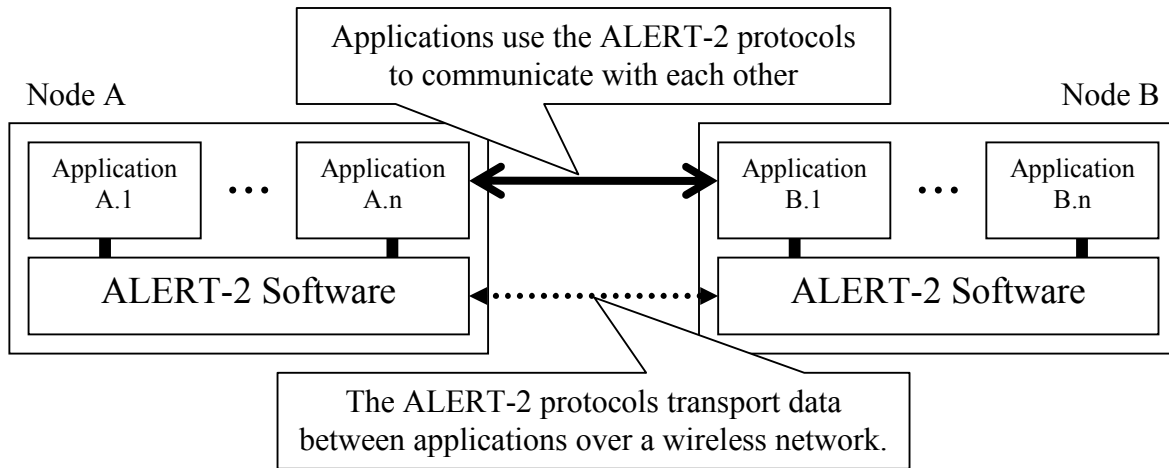 Applications use the ALERT-2 protocols
to communicate with each other
Node A
Node B
Application
A.1
...
Application
A.n
Application
B.1
...
Application
B.n
ALERT-2 Software
ALERT-2 Software
The ALERT-2 protocols transport data
between applications over a wireless network.